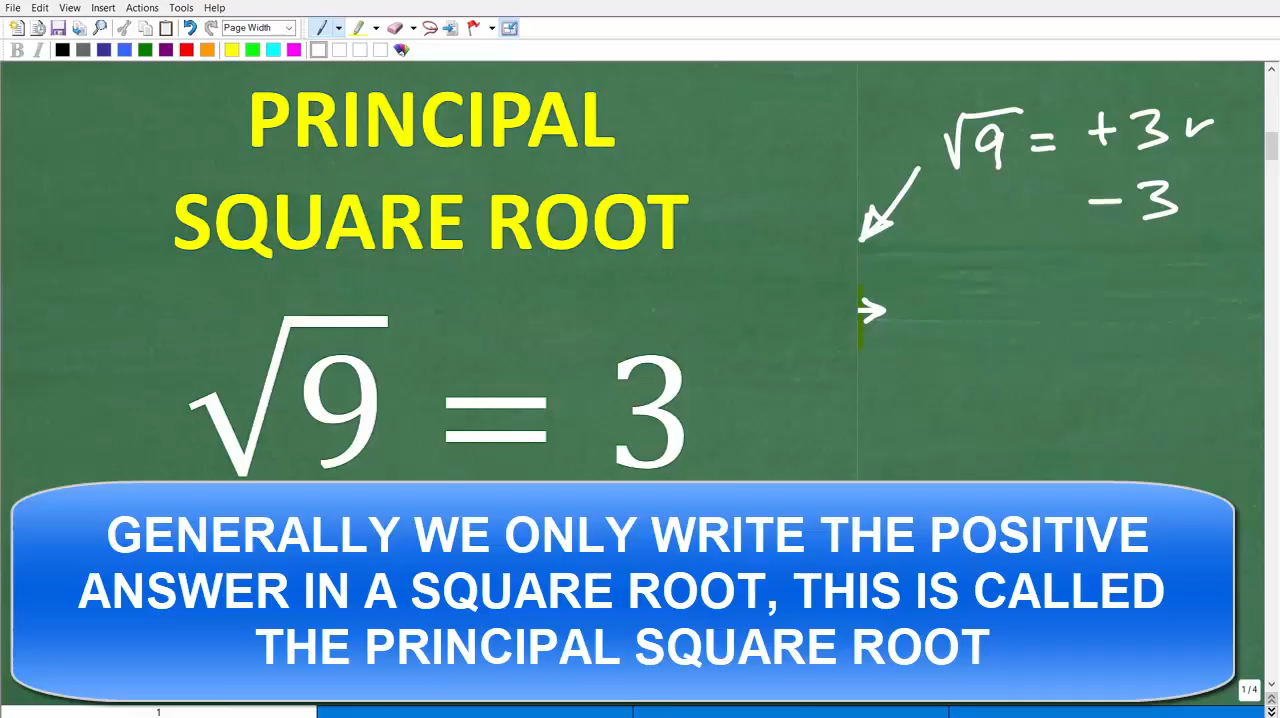 File Edit View Insert Actions Tools Help
Page Width
B I
PRINCIPAL
SQUARE ROOT
√9 = 3
√9 = +3 ✓
- 3
GENERALLY WE ONLY WRITE THE POSITIVE
ANSWER IN A SQUARE ROOT, THIS IS CALLED
THE PRINCIPAL SQUARE ROOT
1/4
1